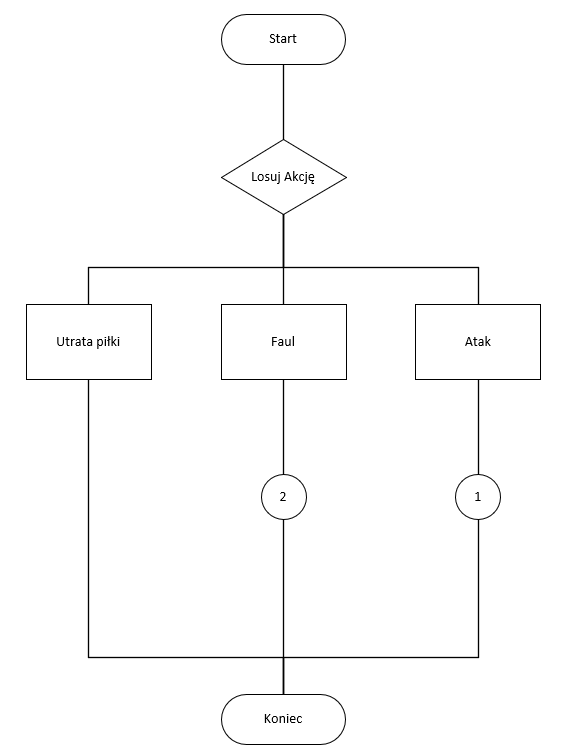 Start
Losuj Akcję
Utrata piłki
Faul
Atak
2
1
Koniec